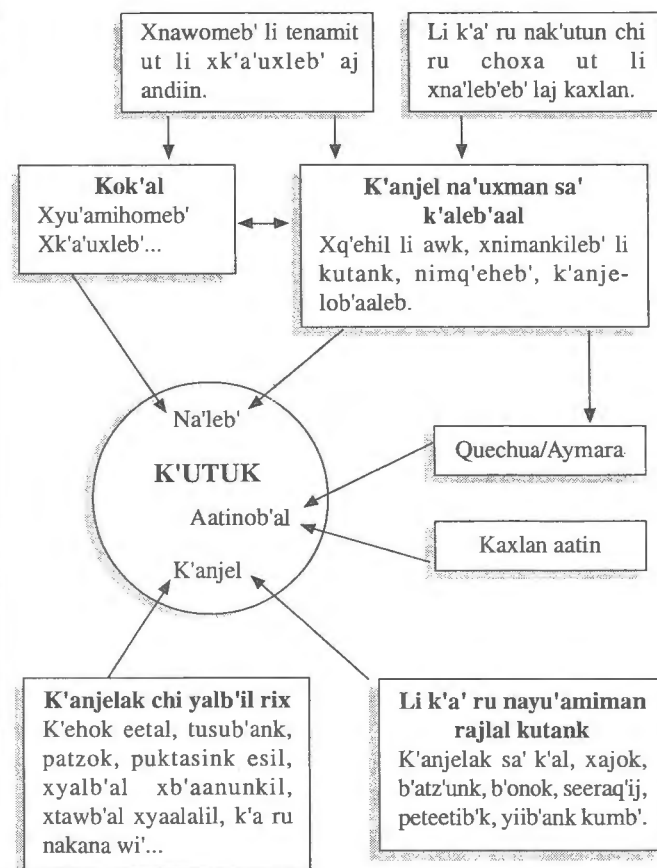 Xnawomeb' li tenamit
ut li xk'a'uxleb' aj
andiin.
Li k'a' ru nak'utun chi
ru choxa ut li
xna'leb'eb' laj kaxlan.
Kok'al
Xyu'amihomeb'
Xk'a'uxleb'...
K'anjel na'uxman sa'
k'aleb'aal
Xq'ehil li awk, xnimankileb' li
kutank, nimq'eheb', k'anje-
lob'aaleb.
Na'leb'
K'UTUK
Aatinob'al
K'anjel
Quechua/Aymara
Kaxlan aatin
K'anjelak chi yalb'il rix
K'ehok eetal, tusub'ank,
patzok, puktasink esil,
xyalb'al xb'aanunkil,
xtawb'al xyaalalil, k'a ru
nakana wi'...
Li k'a' ru nayu'amiman
rajlal kutank
K'anjelak sa' k'al, xajok,
b'atz'unk, b'onok, seeraq'ij,
peteetib'k, yiib'ank kumb'.